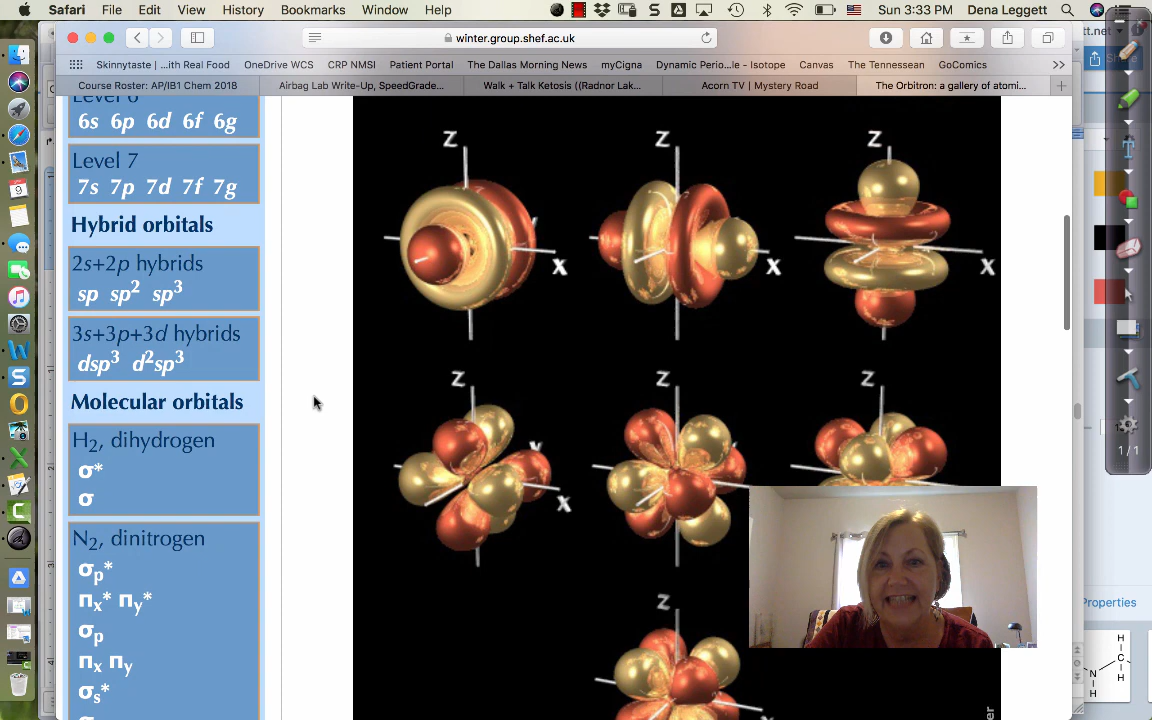 Safari File Edit View History Bookmarks Window Help Sun 3:33 PM Dena Leggett
winter.group.shef.ac.uk
Skinnytaste | ...ith Real Food OneDrive WCS CRP NMSI Patient Portal The Dallas Morning News myCigna Dynamic Perio...le - Isotope Canvas The Tennessean GoComics
Course Roster: AP/IB1 Chem 2018 Airbag Lab Write-Up, SpeedGrade... Walk + Talk Ketosis ((Radnor Lak... Acorn TV | Mystery Road The Orbitron: a gallery of atomi...
Level 6
6s 6p 6d 6f 6g
Level 7
7s 7p 7d 7f 7g
Hybrid orbitals
2s+2p hybrids
sp sp² sp³
3s+3p+3d hybrids
dsp³ d²sp³
Molecular orbitals
H₂, dihydrogen
σ*
σ
N₂, dinitrogen
σp*
πx* πy*
σp
πx πy
σs*
z z z
x x x
z z z
y
x
z
1 / 1
Properties
H
C
N H
H